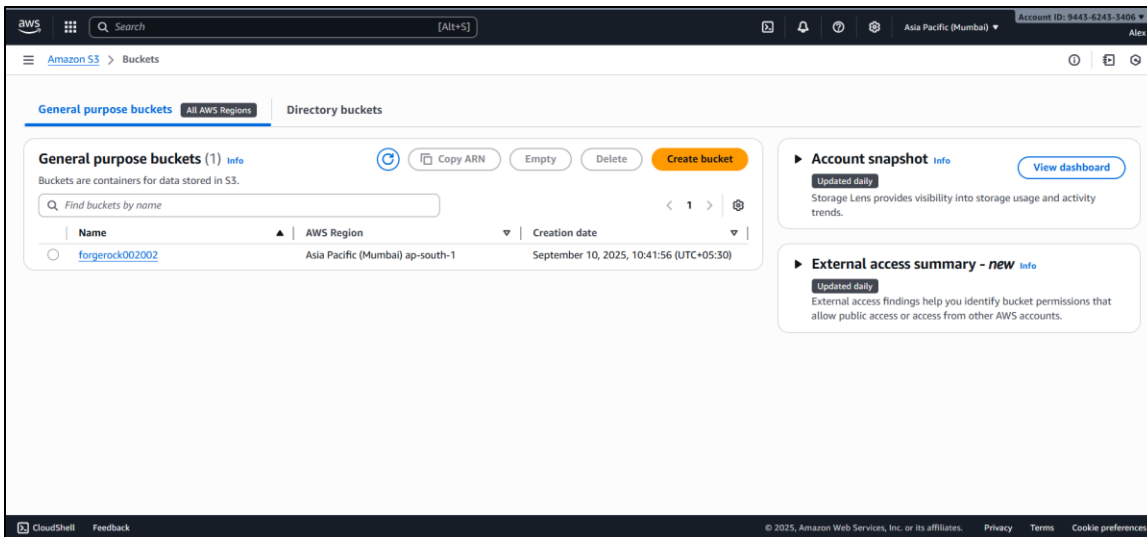 aws
Search [Alt+S]
Asia Pacific (Mumbai) ▼
Account ID: 9443-6243-3406 ▼
Alex
Amazon S3 > Buckets
General purpose buckets All AWS Regions
Directory buckets
General purpose buckets (1) Info
Copy ARN
Empty
Delete
Create bucket
Buckets are containers for data stored in S3.
Find buckets by name
< 1 >
Name ▲ AWS Region ▽ Creation date ▽
forgerock002002 Asia Pacific (Mumbai) ap-south-1 September 10, 2025, 10:41:56 (UTC+05:30)
Account snapshot Info
View dashboard
Updated daily
Storage Lens provides visibility into storage usage and activity
trends.
External access summary - new Info
Updated daily
External access findings help you identify bucket permissions that
allow public access or access from other AWS accounts.
CloudShell Feedback © 2025, Amazon Web Services, Inc. or its affiliates. Privacy Terms Cookie preferences